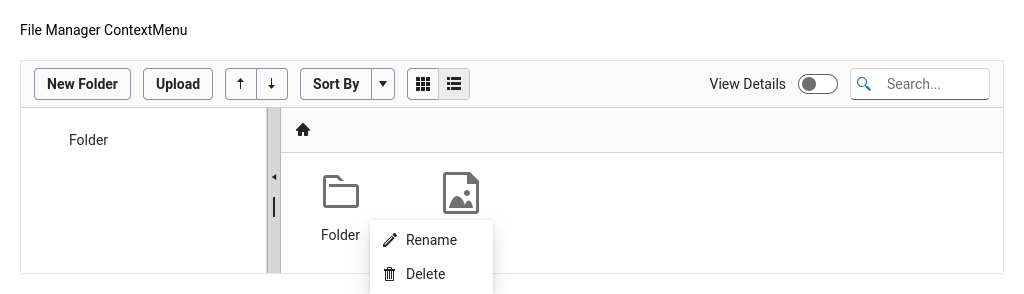 File Manager ContextMenu
New Folder Upload Sort By View Details Search...
Folder
Folder
Rename
Delete